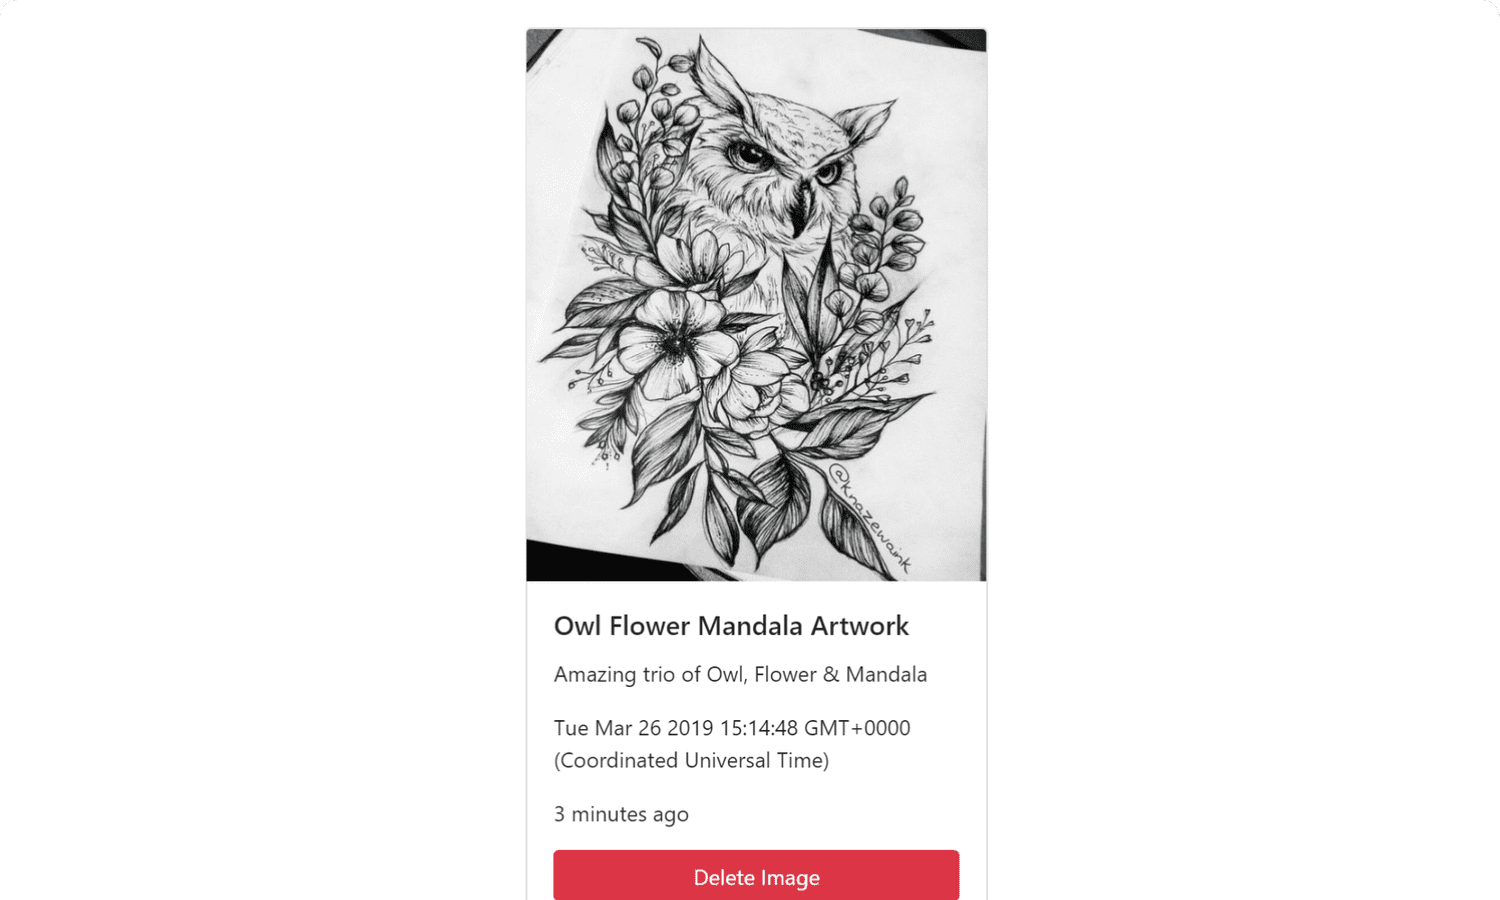 @knazewaink
Owl Flower Mandala Artwork
Amazing trio of Owl, Flower & Mandala
Tue Mar 26 2019 15:14:48 GMT+0000
(Coordinated Universal Time)
3 minutes ago
Delete Image